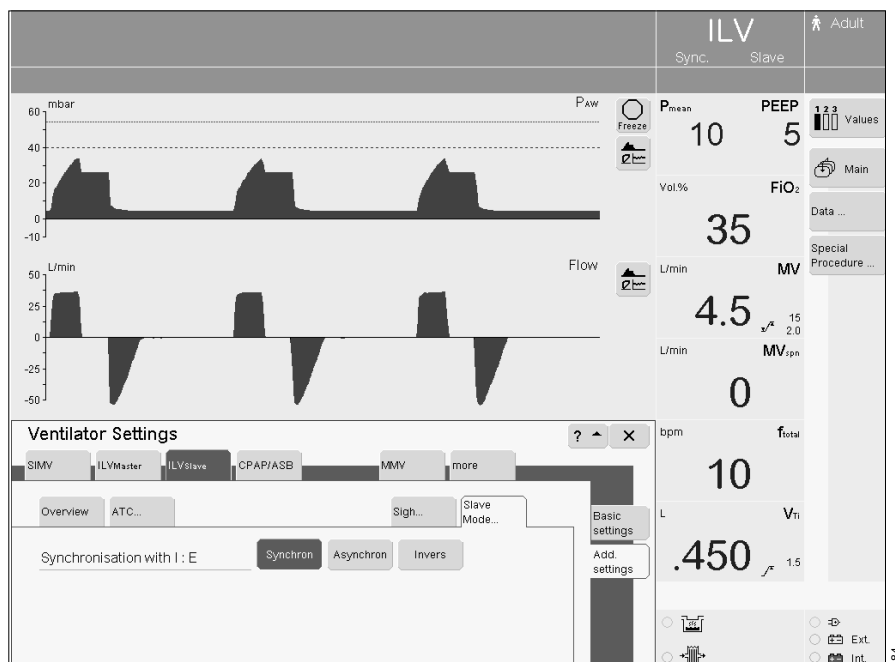 ILV
Sync. Slave
Adult
mbar
PAW
60
40
20
0
-10
Freeze
L/min
Flow
50
25
0
-25
-50
Pmean PEEP
10 5
Vol.% FiO2
35
L/min MV
4.5
15
2.0
L/min MVspn
0
bpm ftotal
10
L VTi
.450
1.5
1 2 3
Values
Main
Data ...
Special
Procedure ...
Ventilator Settings
?
SIMV ILVMaster ILVSlave CPAP/ASB MMV more
Overview ATC... Sigh... Slave
Mode...
Synchronisation with I : E Synchron Asynchron Invers
Basic
settings
Add.
settings
Ext.
Int.